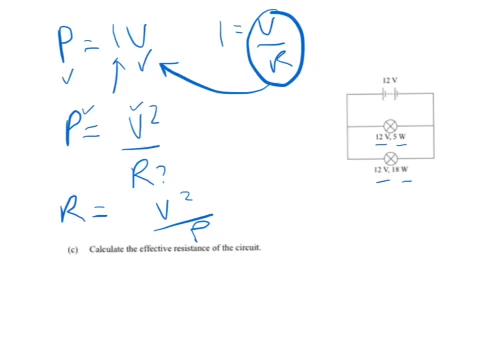 P = IV
I = V/R
12 V
P = V²/R?
12 V, 5 W
12 V, 18 W
R = V²/P
(c) Calculate the effective resistance of the circuit.